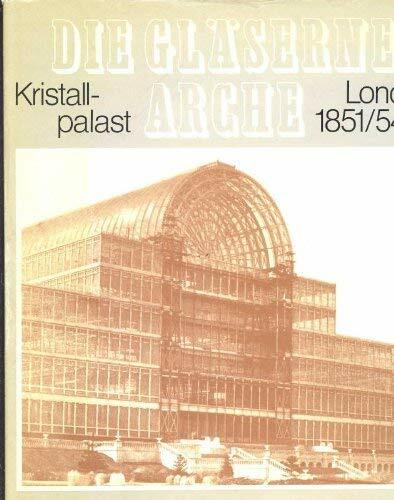 DIE GLÄSERNE
ARCHE
Kristall-
palast
Lond
1851/54